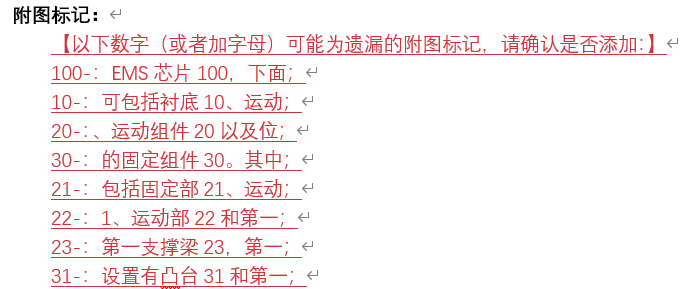 附图标记：
【以下数字（或者加字母）可能为遗漏的附图标记，请确认是否添加:】
100-：EMS 芯片 100，下面；
10-：可包括衬底 10、运动；
20-：、运动组件 20 以及位；
30-：的固定组件 30。其中；
21-：包括固定部 21、运动；
22-：1、运动部 22 和第一；
23-：第一支撑梁 23，第一；
31-：设置有凸台 31 和第一；